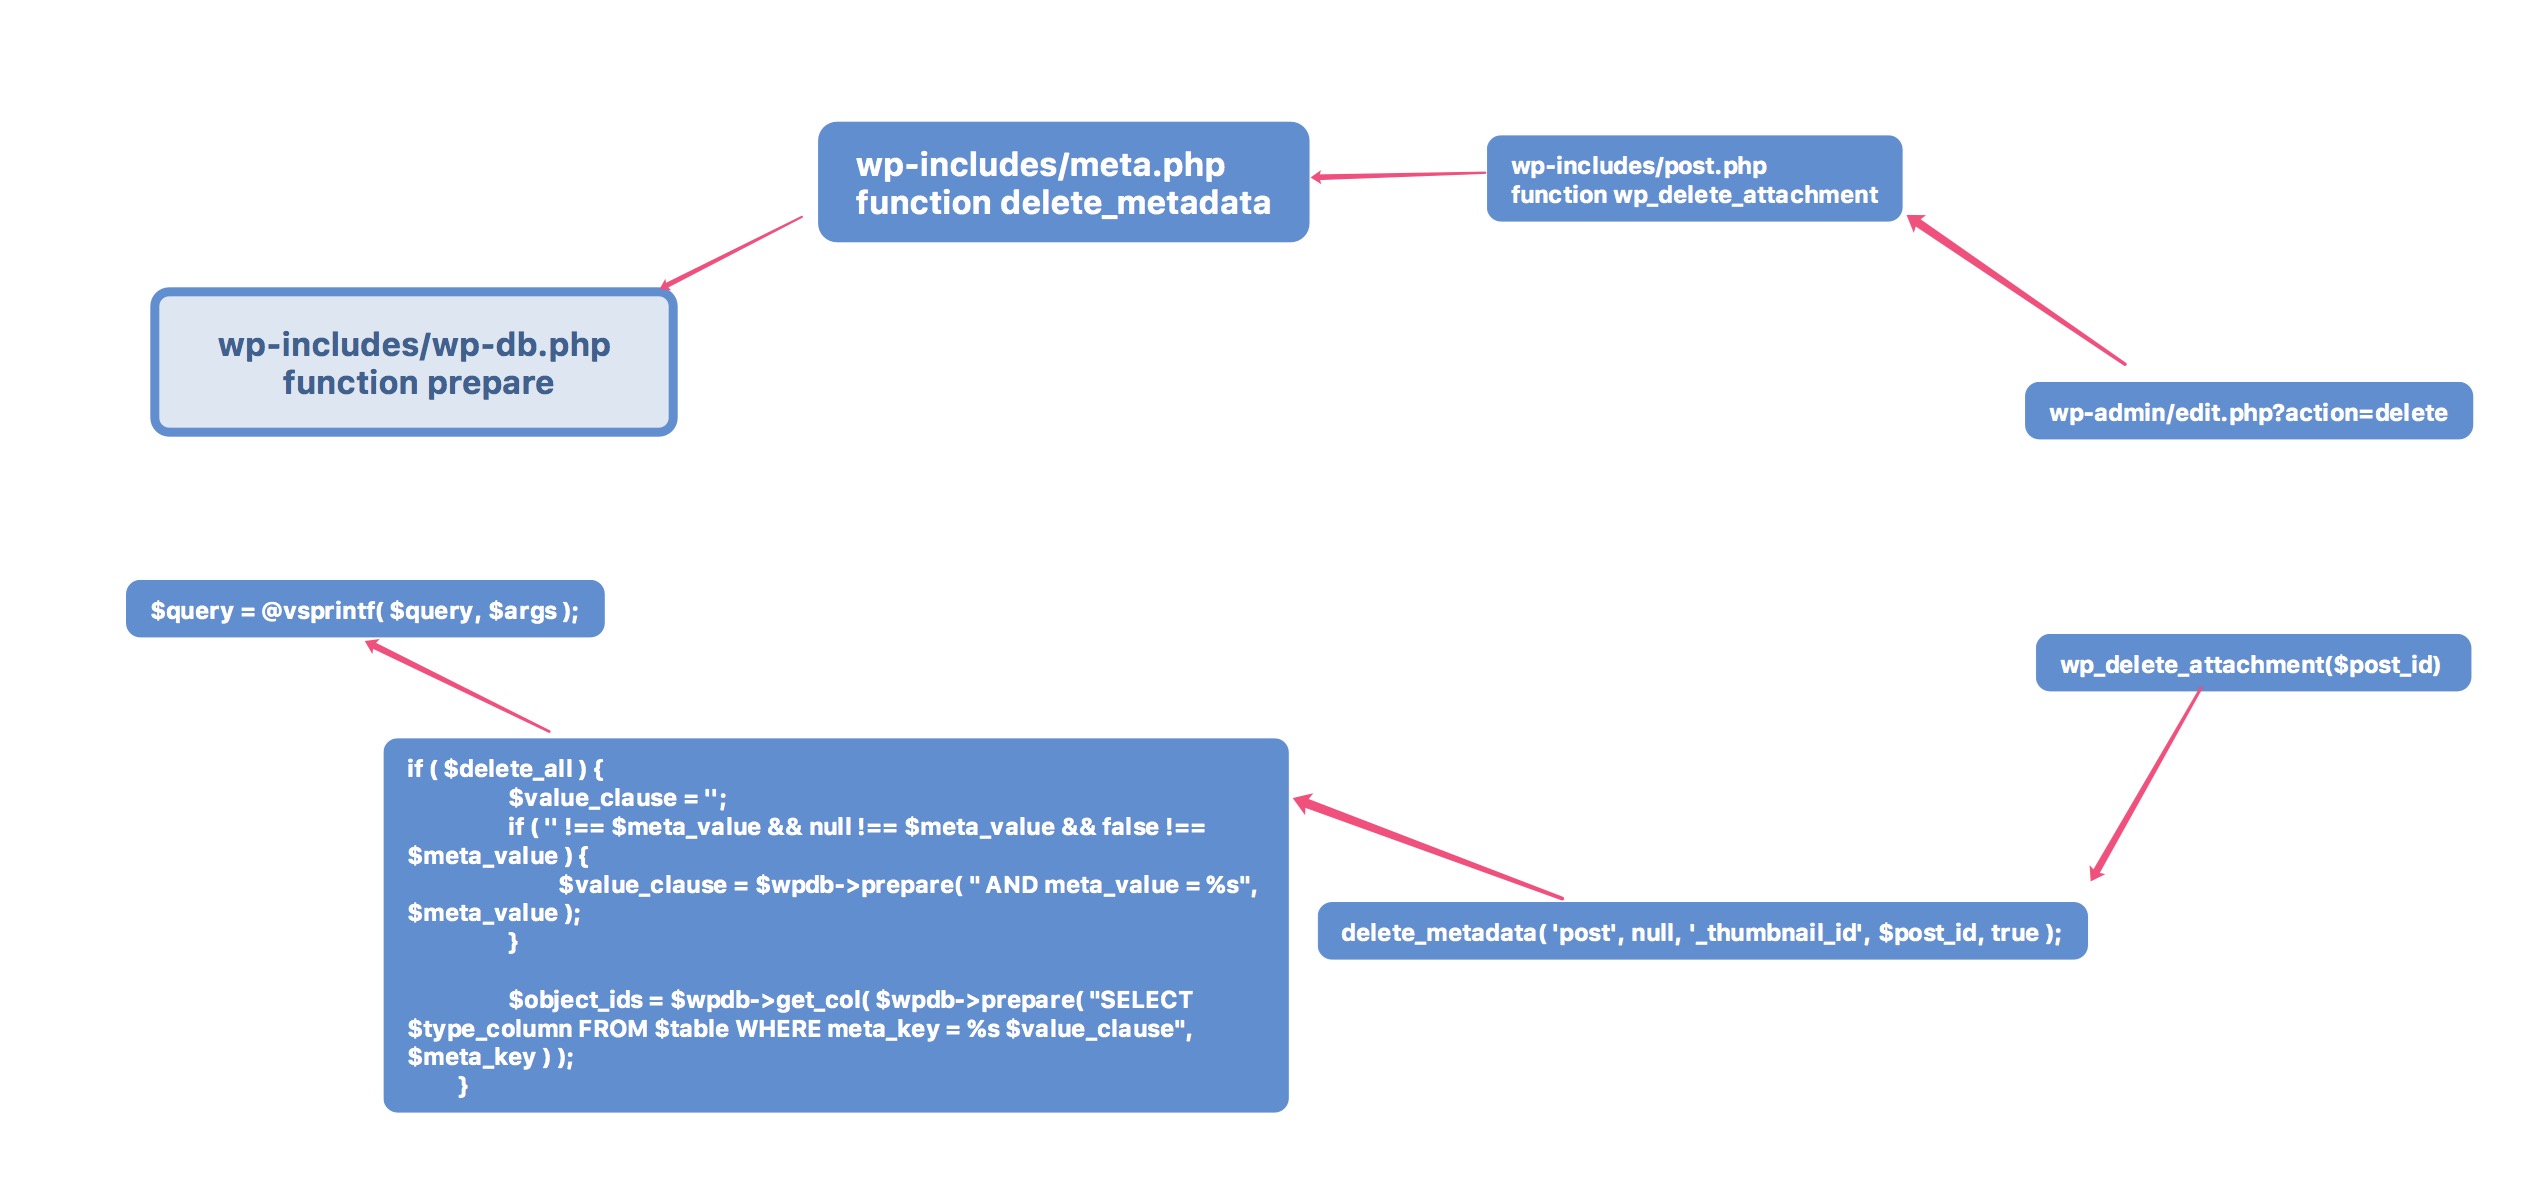 wp-includes/meta.php
function delete_metadata
wp-includes/post.php
function wp_delete_attachment
wp-includes/wp-db.php
function prepare
wp-admin/edit.php?action=delete
$query = @vsprintf( $query, $args );
wp_delete_attachment($post_id)
if ( $delete_all ) {
$value_clause = '';
if ( '' !== $meta_value && null !== $meta_value && false !==
$meta_value ) {
$value_clause = $wpdb->prepare( " AND meta_value = %s",
$meta_value );
}
$object_ids = $wpdb->get_col( $wpdb->prepare( "SELECT
$type_column FROM $table WHERE meta_key = %s $value_clause",
$meta_key ) );
}
delete_metadata( 'post', null, '_thumbnail_id', $post_id, true );